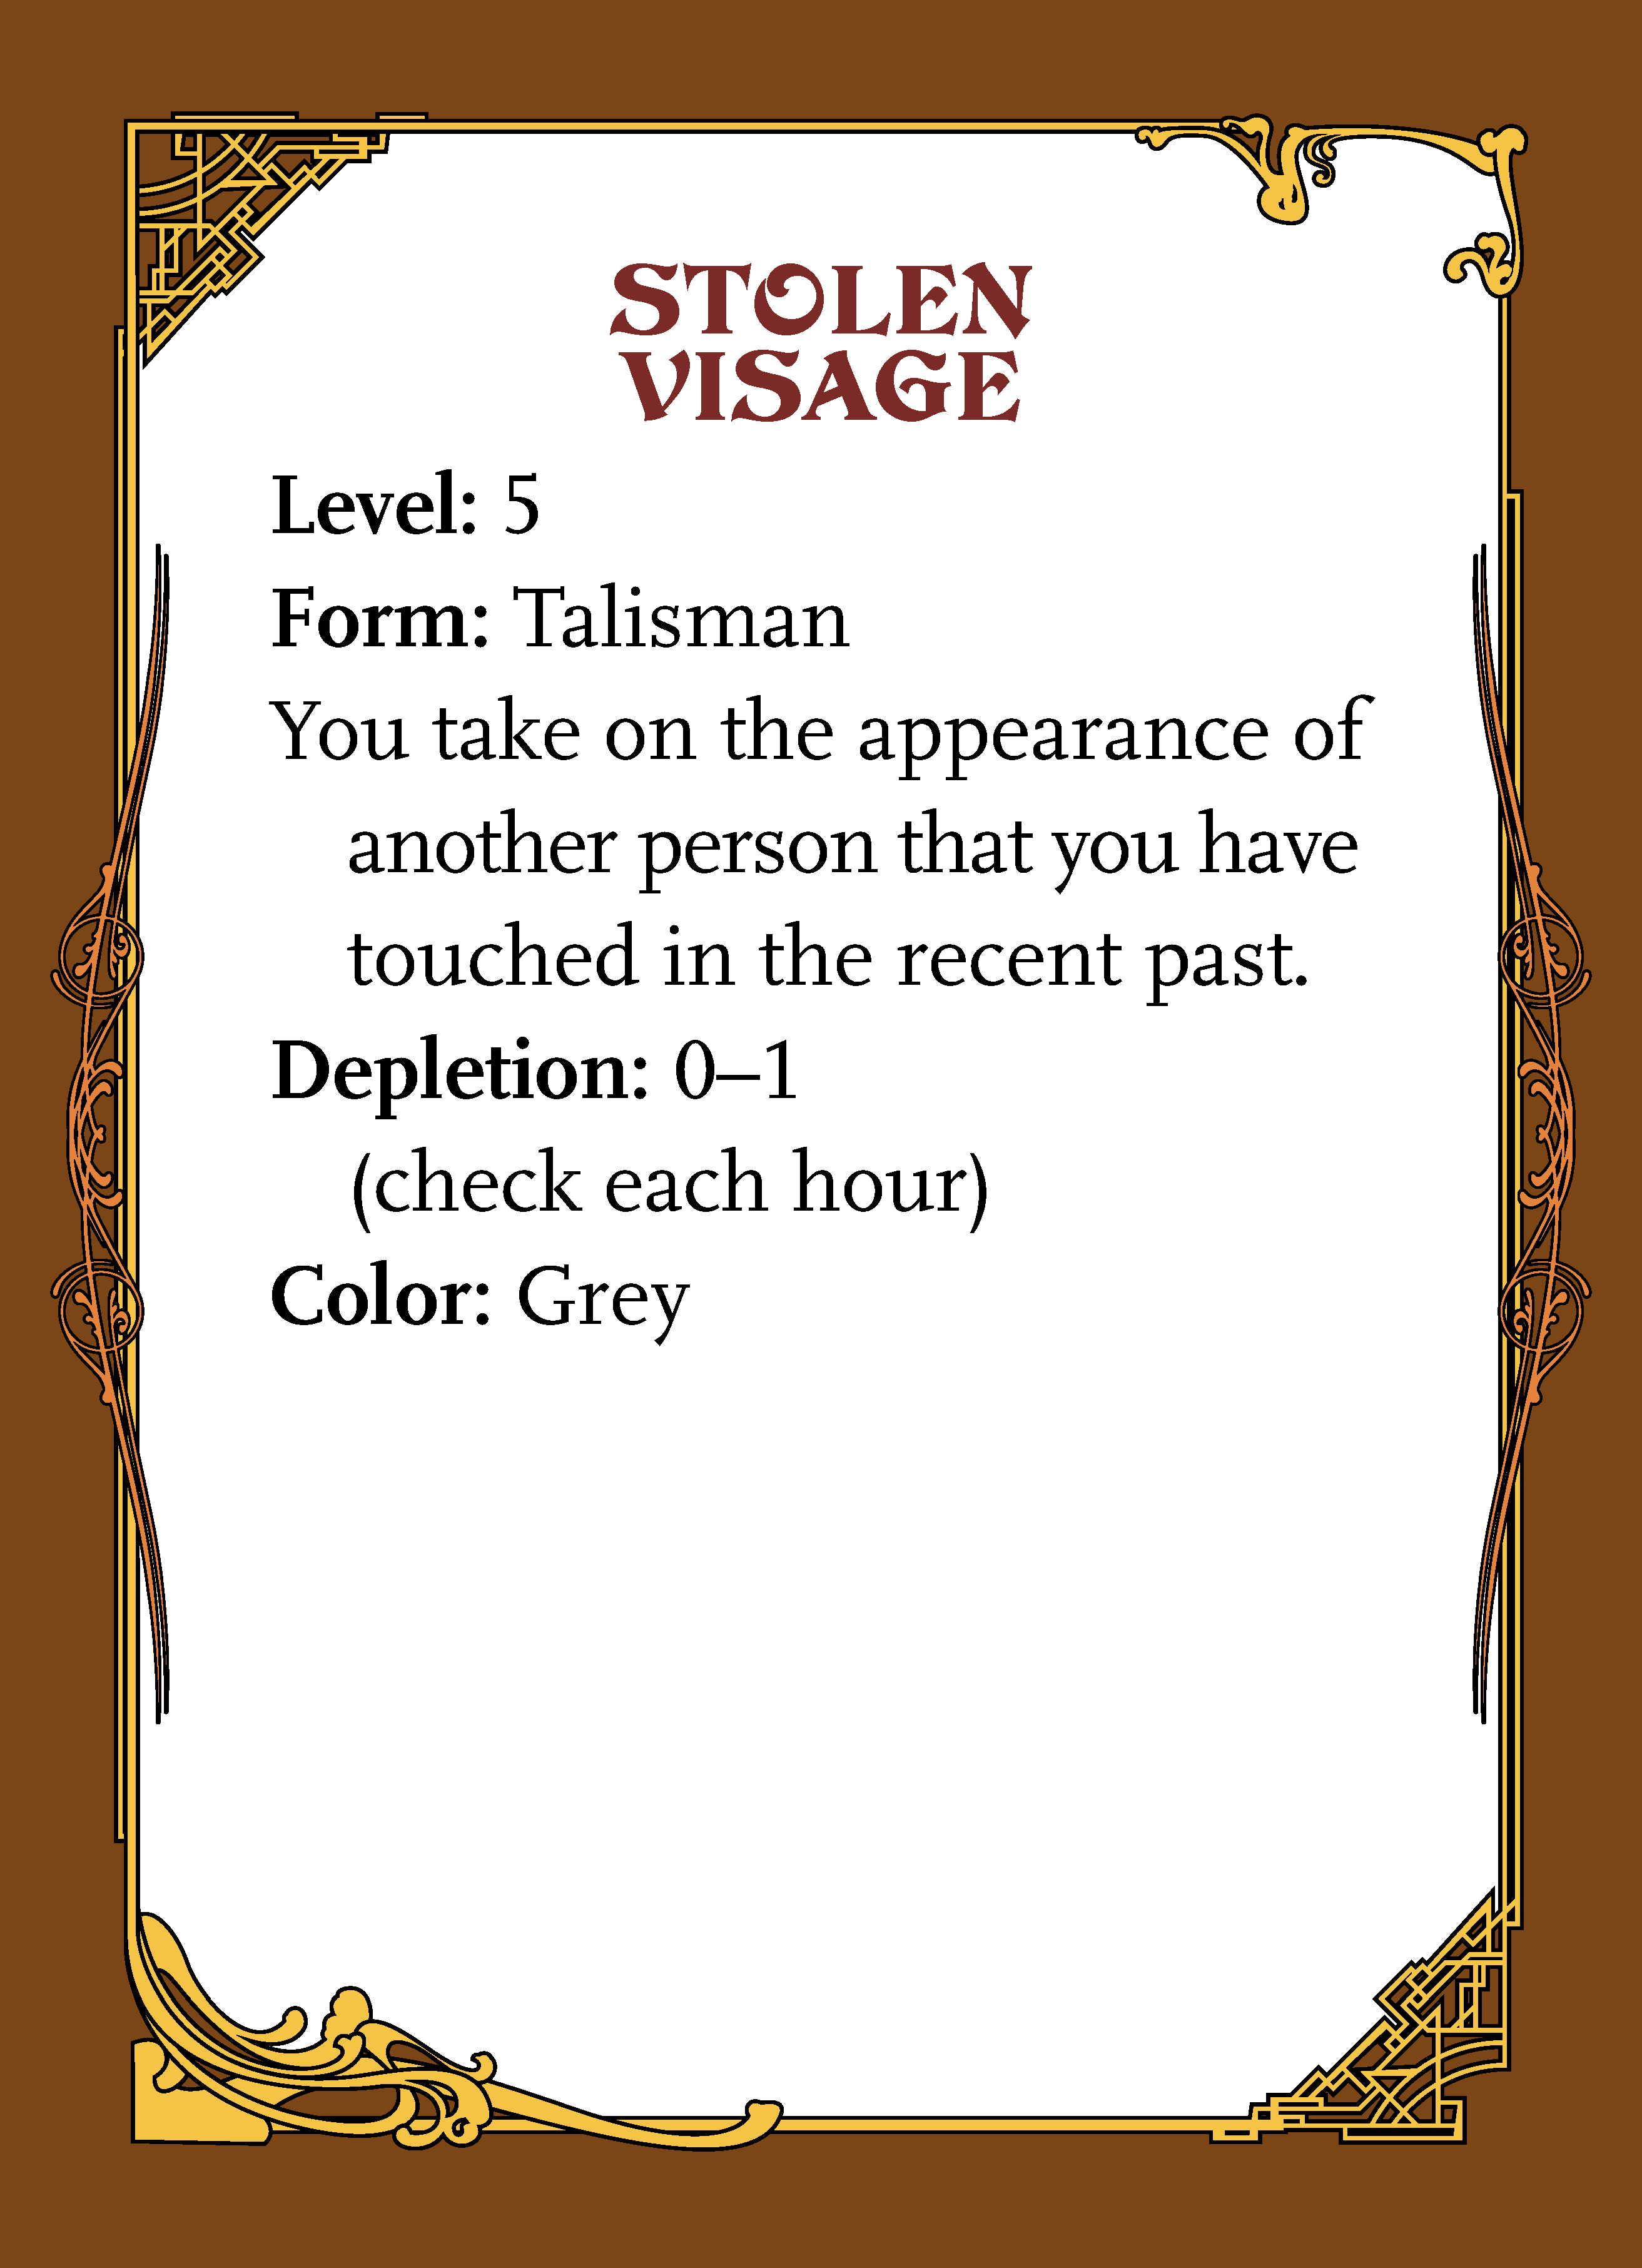 STOLEN
VISAGE
Level: 5
Form: Talisman
You take on the appearance of
another person that you have
touched in the recent past.
Depletion: 0–1
(check each hour)
Color: Grey